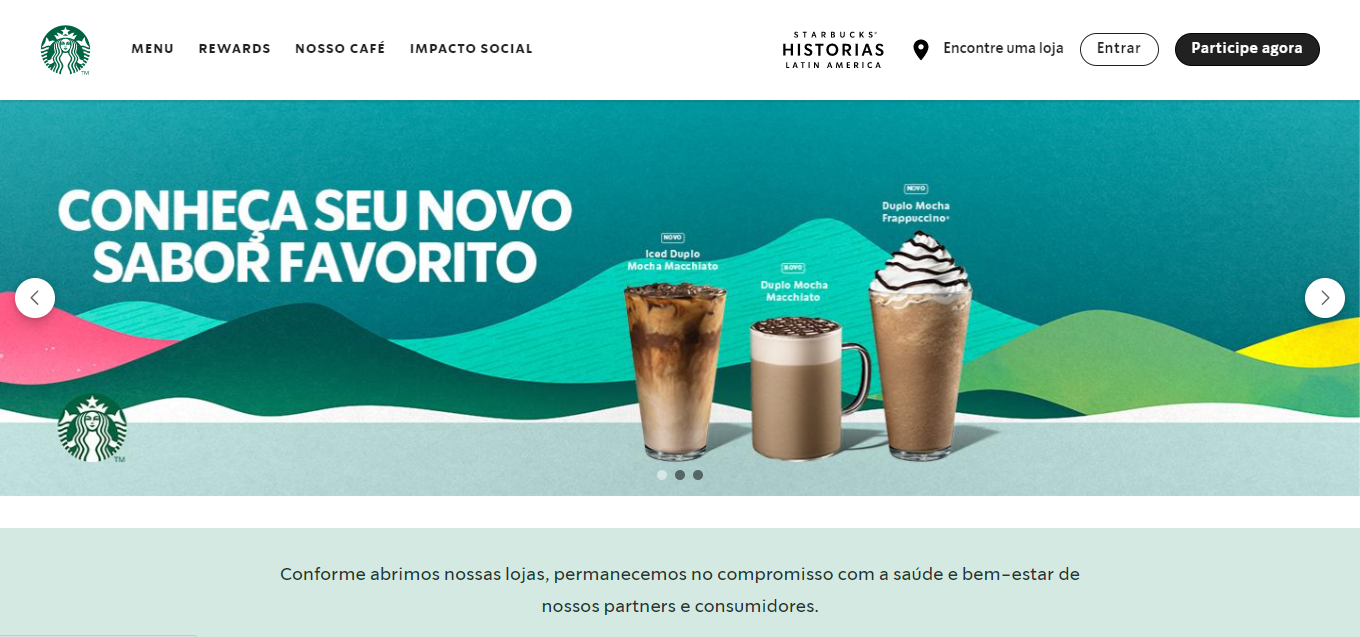 MENU REWARDS NOSSO CAFÉ IMPACTO SOCIAL
STARBUCKS®
HISTORIAS
LATIN AMERICA
Encontre uma loja Entrar Participe agora
CONHEÇA SEU NOVO
SABOR FAVORITO
NOVO
Iced Duplo
Mocha Macchiato
NOVO
Duplo Mocha
Macchiato
NOVO
Duplo Mocha
Frappuccino®
TM
TM
Conforme abrimos nossas lojas, permanecemos no compromisso com a saúde e bem-estar de
nossos partners e consumidores.